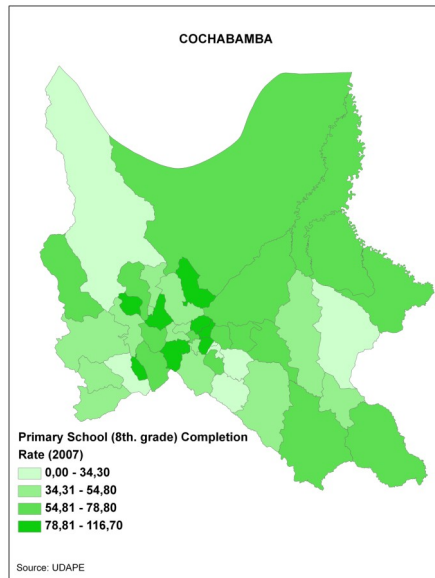 COCHABAMBA
Primary School (8th. grade) Completion
Rate (2007)
0,00 - 34,30
34,31 - 54,80
54,81 - 78,80
78,81 - 116,70
Source: UDAPE